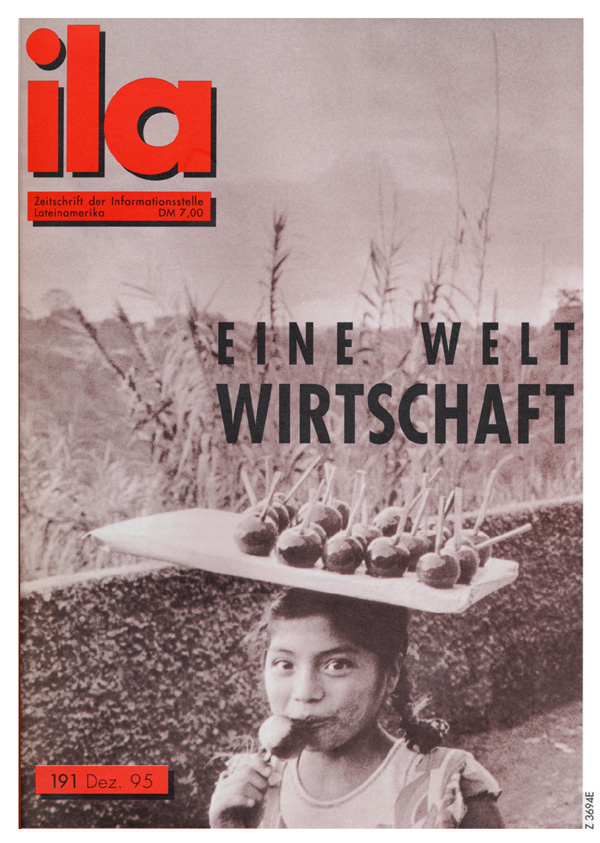 ila
Zeitschrift der Informationsstelle
Lateinamerika DM 7,00
EINE WELT
WIRTSCHAFT
191 Dez. 95
Z 3694E